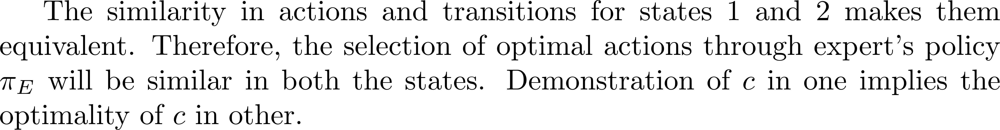 The similarity in actions and transitions for states 1 and 2 makes them
equivalent. Therefore, the selection of optimal actions through expert’s policy
π_E will be similar in both the states. Demonstration of c in one implies the
optimality of c in other.